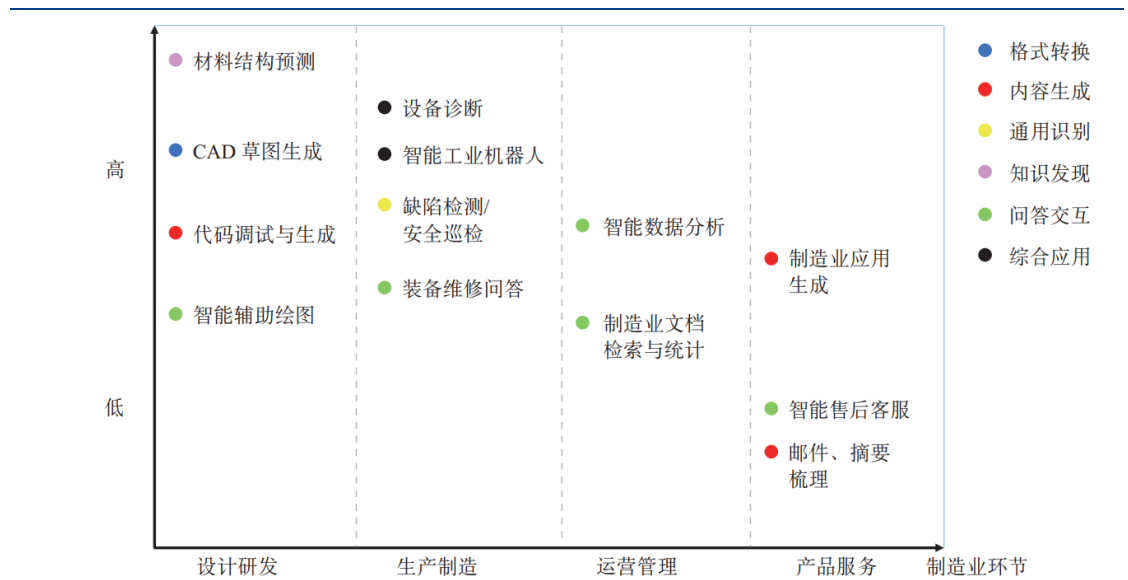 材料结构预测
CAD 草图生成
代码调试与生成
智能辅助绘图
设备诊断
智能工业机器人
缺陷检测/
安全巡检
装备维修问答
智能数据分析
制造业文档
检索与统计
制造业应用
生成
智能售后客服
邮件、摘要
梳理
格式转换
内容生成
通用识别
知识发现
问答交互
综合应用
高
低
设计研发
生产制造
运营管理
产品服务
制造业环节